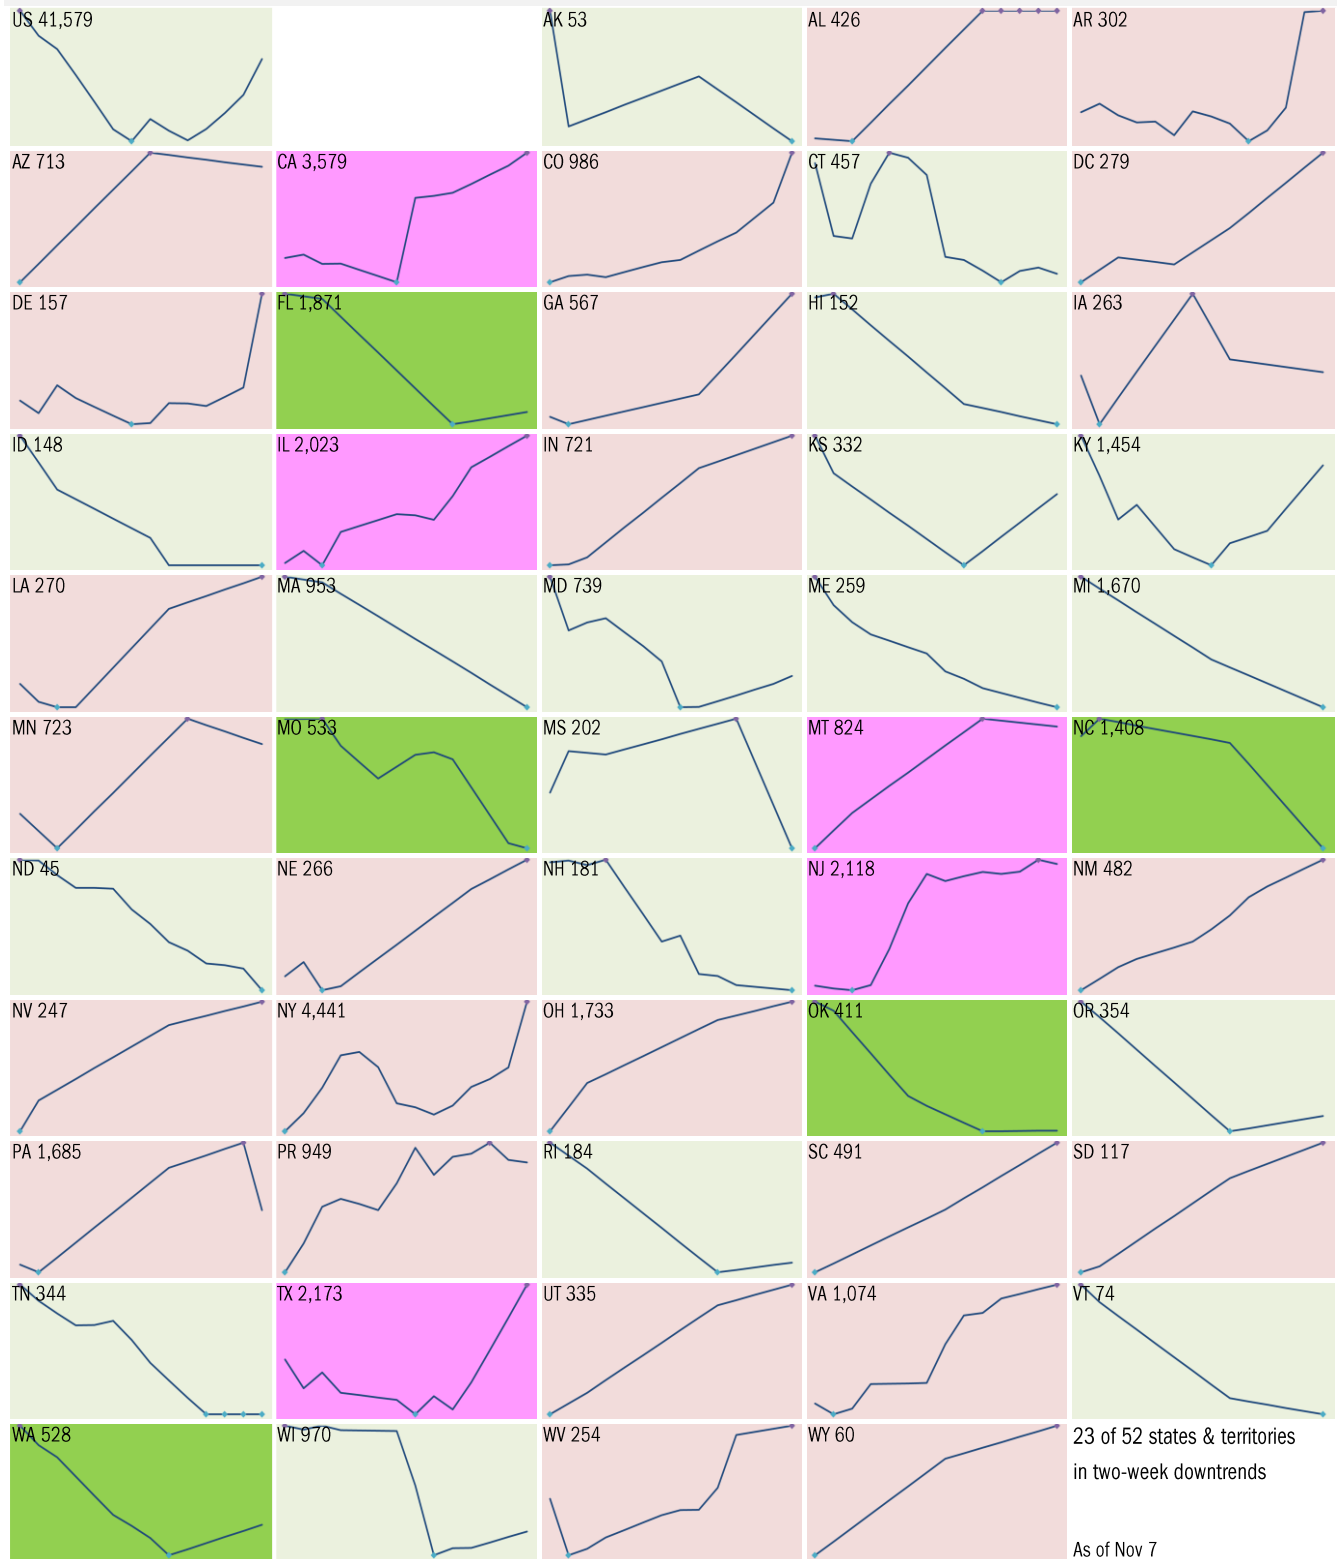 US 41,579
AK 53
AL 426
AR 302
AZ 713
CA 3,579
CO 986
CT 457
DC 279
DE 157
FL 1,871
GA 567
HI 152
IA 263
ID 148
IL 2,023
IN 721
KS 332
KY 1,454
LA 270
MA 953
MD 739
ME 259
MI 1,670
MN 723
MO 533
MS 202
MT 824
NC 1,408
ND 45
NE 266
NH 181
NJ 2,118
NM 482
NV 247
NY 4,441
OH 1,733
OK 411
OR 354
PA 1,685
PR 949
RI 184
SC 491
SD 117
TN 344
TX 2,173
UT 335
VA 1,074
VT 74
WA 528
WI 970
WV 254
WY 60
23 of 52 states & territories
in two-week downtrends
As of Nov 7